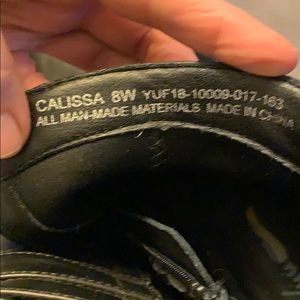 CALISSA 8W YUF18-10009-017-163
ALL MAN-MADE MATERIALS MADE IN CHINA